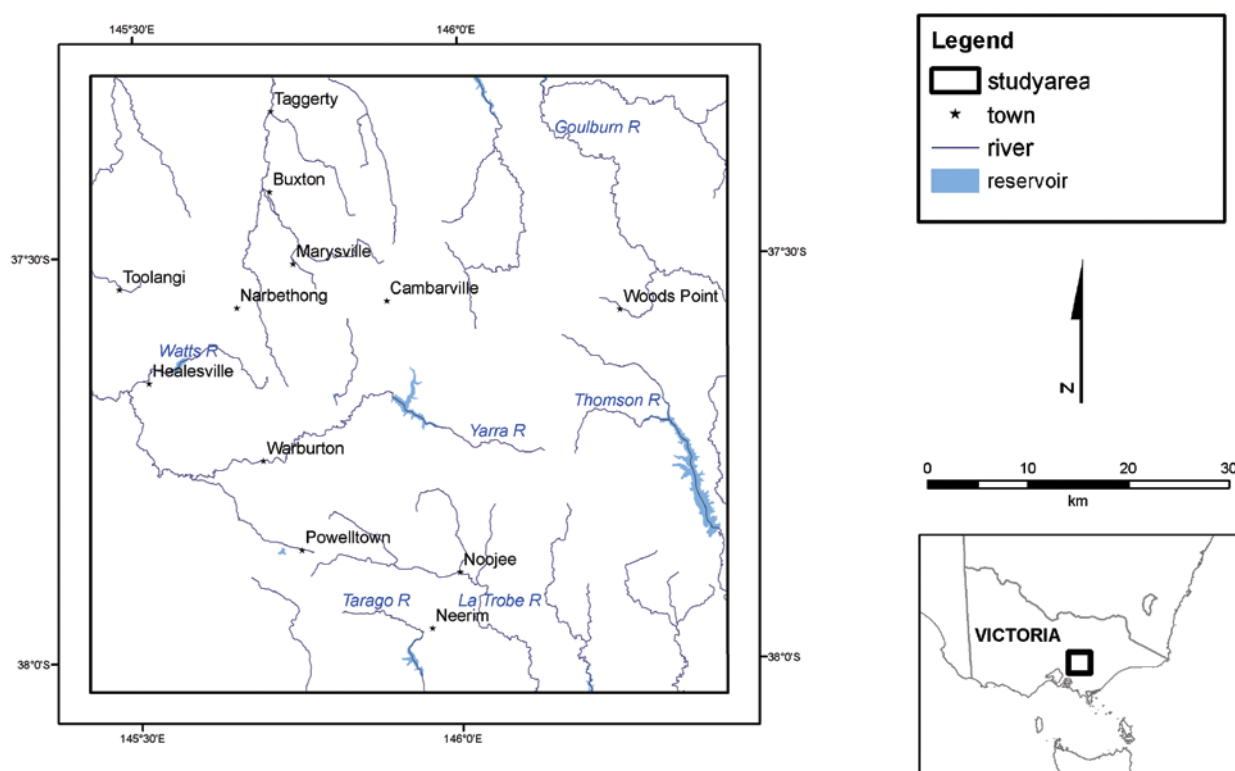 145°30'E
146°0'E
Legend
studyarea
town
river
reservoir
Taggerty
Goulburn R
Buxton
Marysville
37°30'S
37°30'S
Toolangi
Narbethong
Cambarville
Woods Point
Watts R
Healesville
Thomson R
Yarra R
Warburton
N
0 10 20 30
km
Powelltown
Noojee
Tarago R
La Trobe R
Neerim
VICTORIA
38°0'S
38°0'S
145°30'E
146°0'E